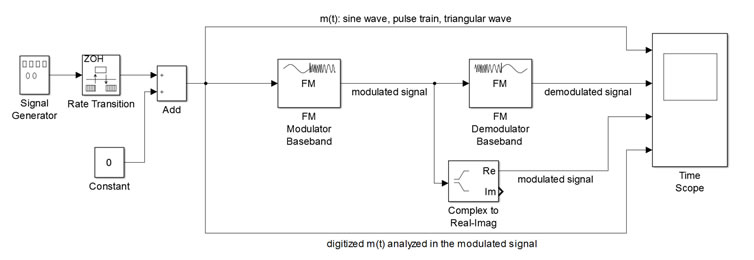 m(t): sine wave, pulse train, triangular wave
ZOH
Signal
Generator
Rate Transition
+
+
Add
0
Constant
FM
FM
Modulator
Baseband
modulated signal
FM
FM
Demodulator
Baseband
demodulated signal
Re
Im
Complex to
Real-Imag
modulated signal
Time
Scope
digitized m(t) analyzed in the modulated signal